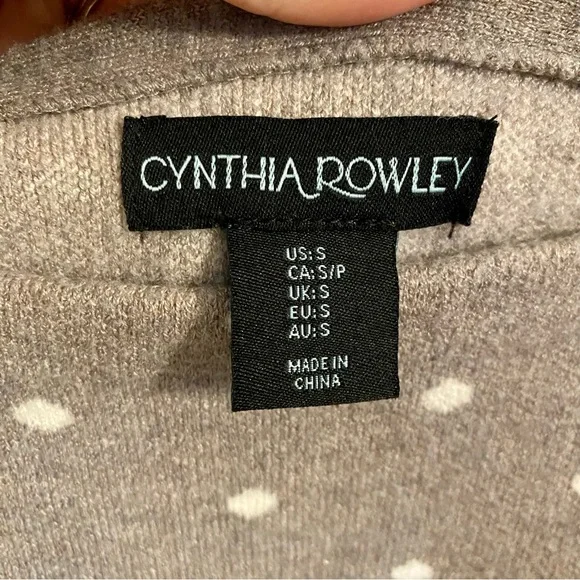 CYNTHIA ROWLEY
US: S
CA: S/P
UK: S
EU: S
AU: S
MADE IN
CHINA